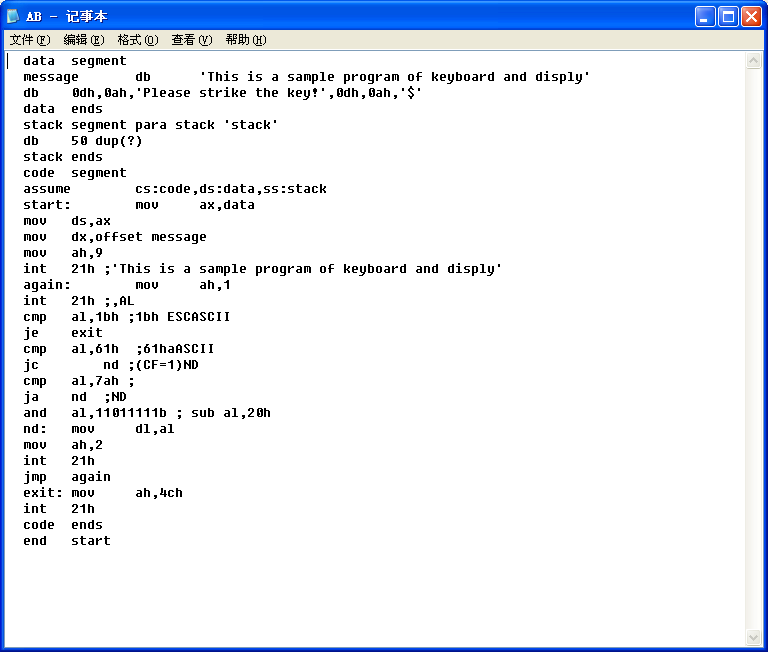 AB - 记事本
文件(F) 编辑(E) 格式(O) 查看(V) 帮助(H)
data segment
message db 'This is a sample program of keyboard and disply'
db 0dh,0ah,'Please strike the key!',0dh,0ah,'$'
data ends
stack segment para stack 'stack'
db 50 dup(?)
stack ends
code segment
assume cs:code,ds:data,ss:stack
start: mov ax,data
mov ds,ax
mov dx,offset message
mov ah,9
int 21h ;'This is a sample program of keyboard and disply'
again: mov ah,1
int 21h ;,AL
cmp al,1bh ;1bh ESCASCII
je exit
cmp al,61h ;61haASCII
jc nd ;(CF=1)ND
cmp al,7ah ;
ja nd ;ND
and al,11011111b ; sub al,20h
nd: mov dl,al
mov ah,2
int 21h
jmp again
exit: mov ah,4ch
int 21h
code ends
end start